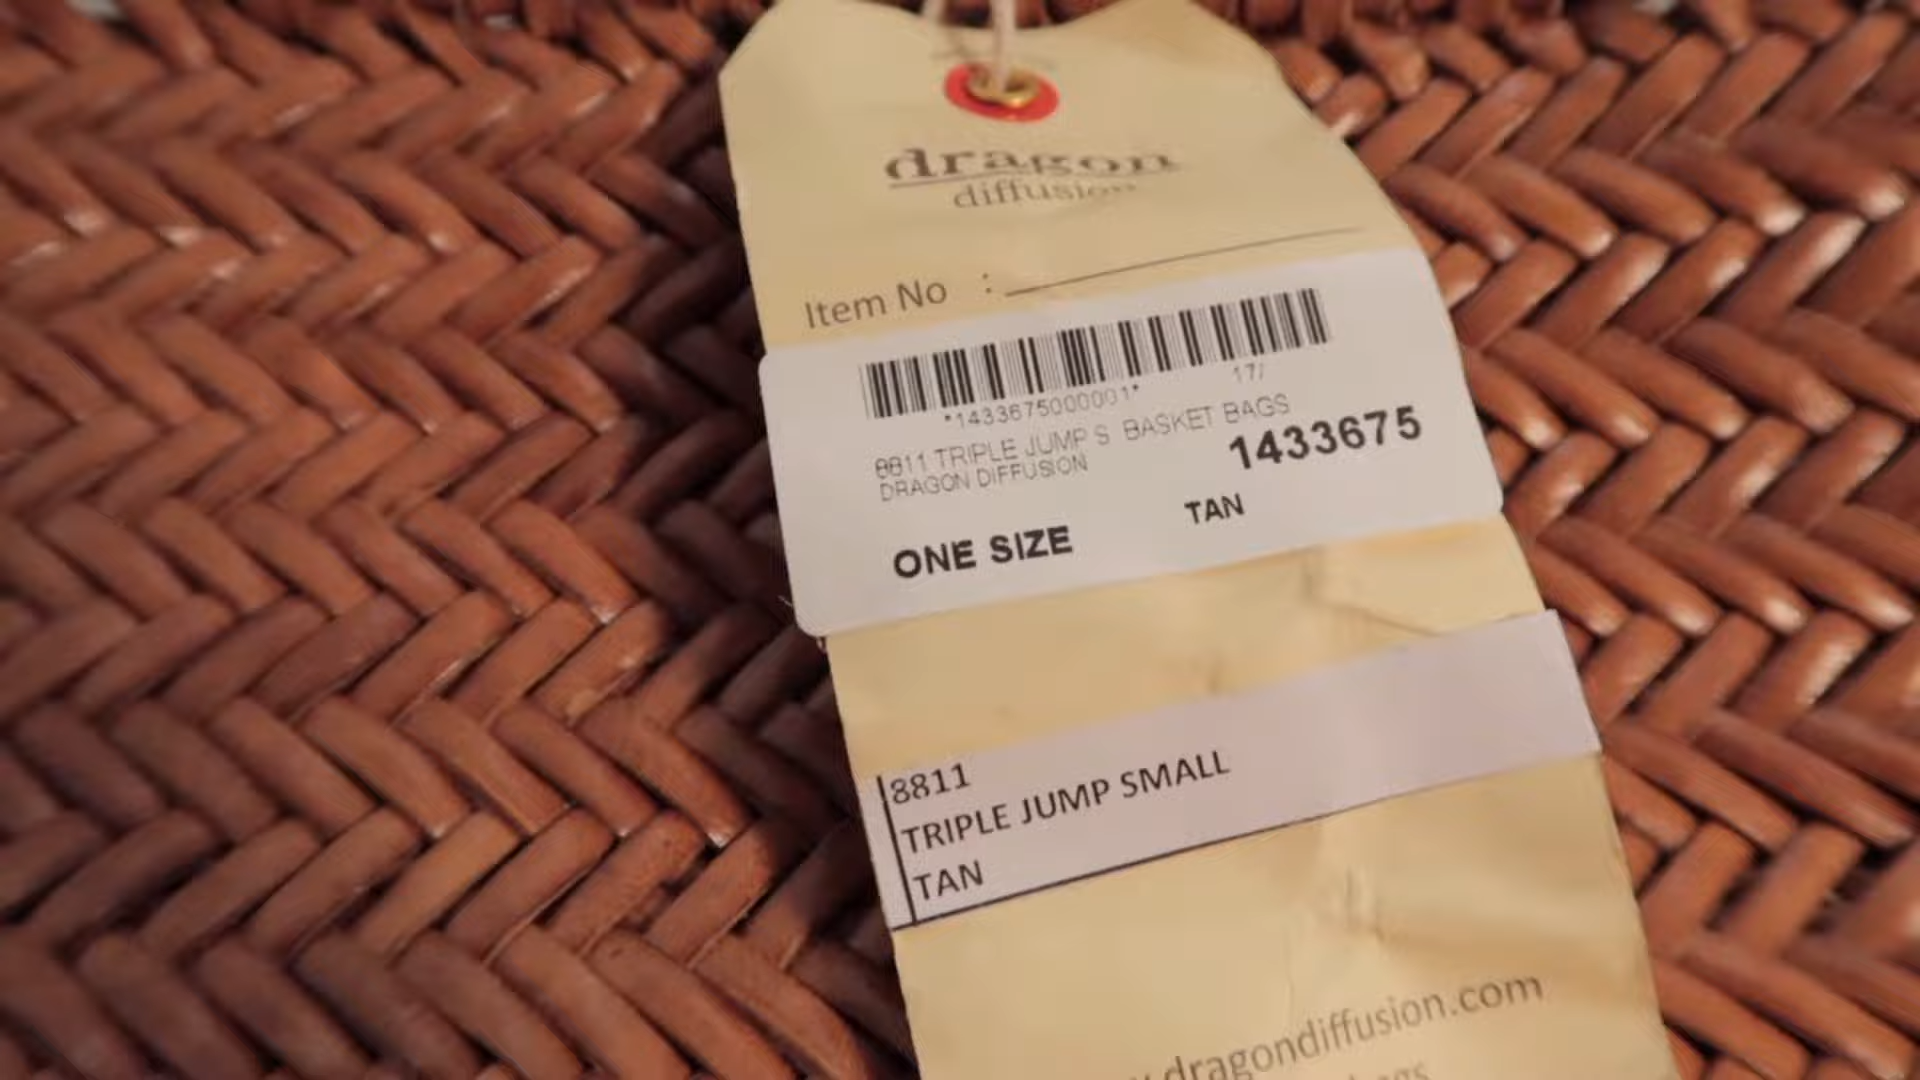 dragon
diffusion
Item No :
*1433675000001*
17/
8811 TRIPLE JUMP S BASKET BAGS
DRAGON DIFFUSION
1433675
ONE SIZE
TAN
8811
TRIPLE JUMP SMALL
TAN
dragondiffusion.com